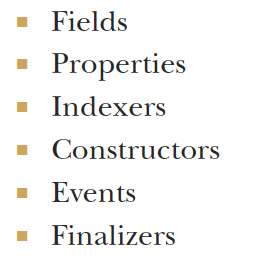 Fields
Properties
Indexers
Constructors
Events
Finalizers